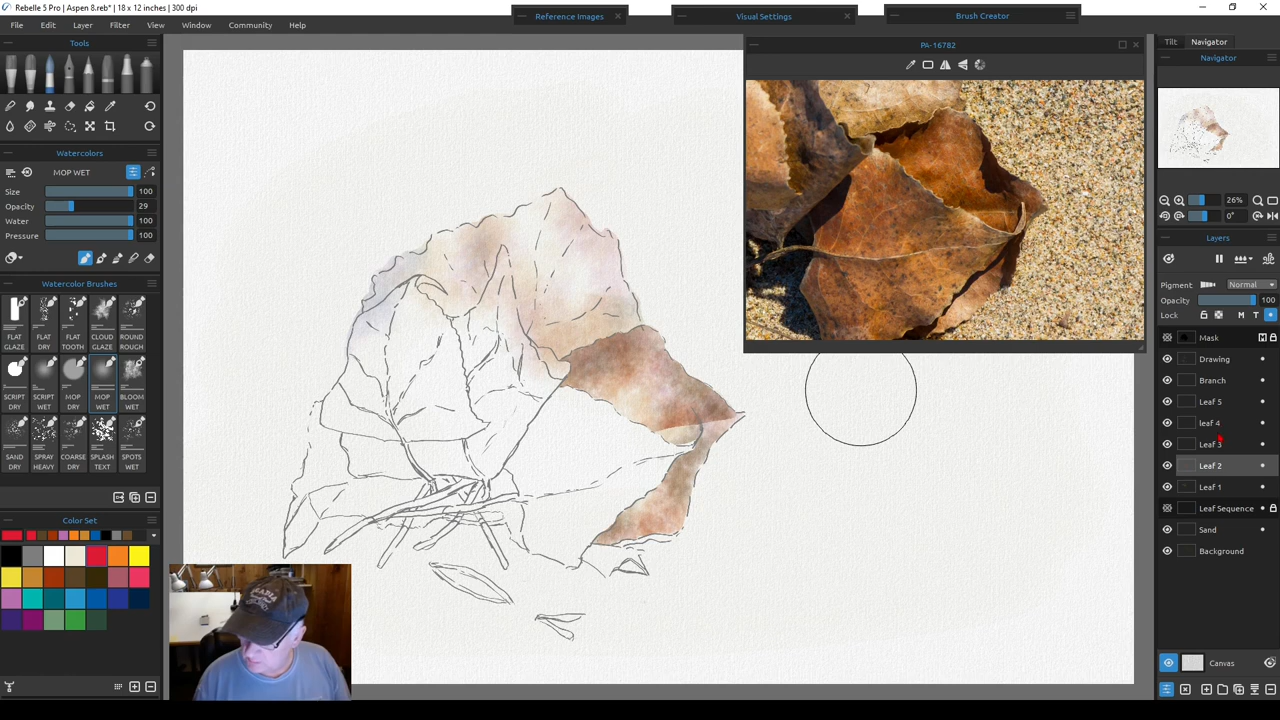 Rebelle 5 Pro | Aspen 8.reb* | 18 x 12 inches | 300 dpi
File Edit Layer Filter View Window Community Help
Reference Images
Visual Settings
Brush Creator
Tools
Watercolors
MOP WET
Size 100
Opacity 29
Water 100
Pressure 100
Watercolor Brushes
FLAT GLAZE
FLAT DRY
FLAT TOOTH
CLOUD GLAZE
ROUND ROUGH
SCRIPT DRY
SCRIPT WET
MOP DRY
MOP WET
BLOOM WET
SAND DRY
SPRAY HEAVY
COARSE DRY
SPLASH TEXT
SPOTS WET
Color Set
PA-16782
Tilt Navigator
Navigator
26%
0°
Layers
Pigment Normal
Opacity 100
Lock M T
Mask
Drawing
Branch
Leaf 5
leaf 4
Leaf 3
Leaf 2
Leaf 1
Leaf Sequence
Sand
Background
Canvas